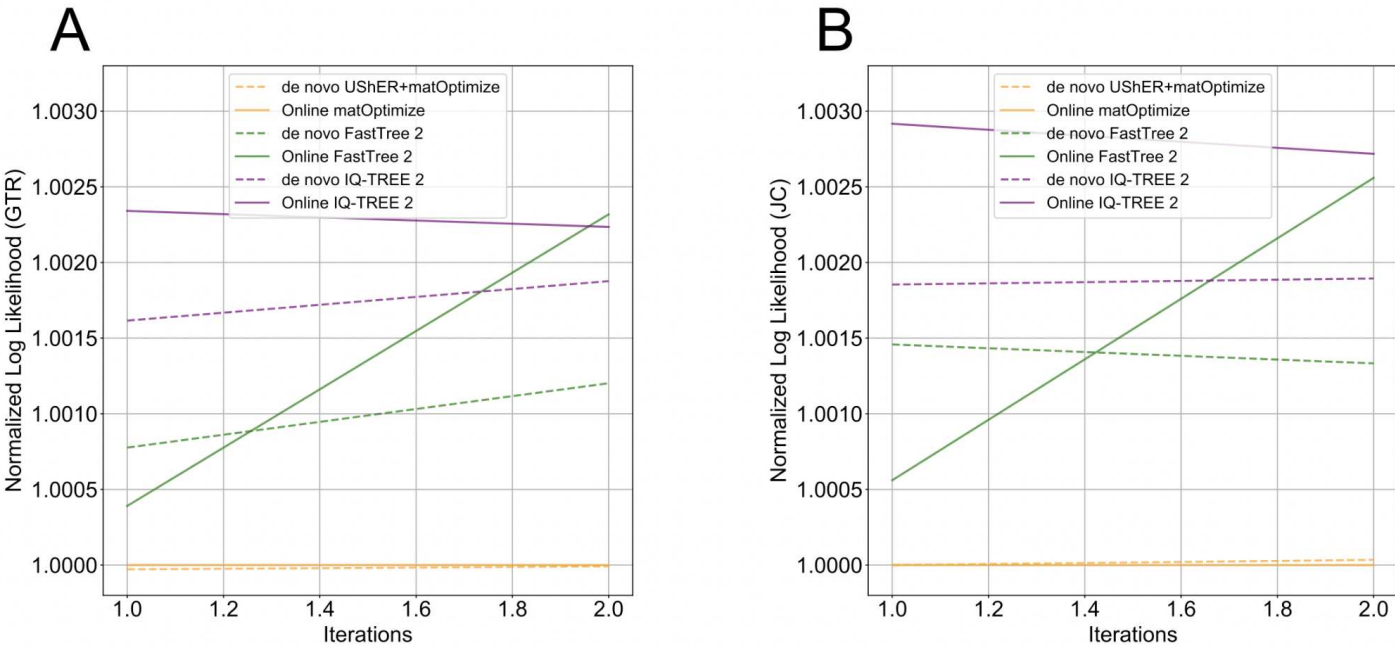 A
Normalized Log Likelihood (GTR)
1.0030
1.0025
1.0020
1.0015
1.0010
1.0005
1.0000
de novo UShER+matOptimize
Online matOptimize
de novo FastTree 2
Online FastTree 2
de novo IQ-TREE 2
Online IQ-TREE 2
1.0 1.2 1.4 1.6 1.8 2.0
Iterations
B
Normalized Log Likelihood (JC)
1.0030
1.0025
1.0020
1.0015
1.0010
1.0005
1.0000
de novo UShER+matOptimize
Online matOptimize
de novo FastTree 2
Online FastTree 2
de novo IQ-TREE 2
Online IQ-TREE 2
1.0 1.2 1.4 1.6 1.8 2.0
Iterations